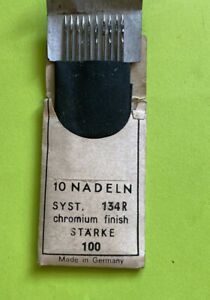 10 NADELN
SYST. 134R
chromium finish
STÄRKE
100
Made in Germany